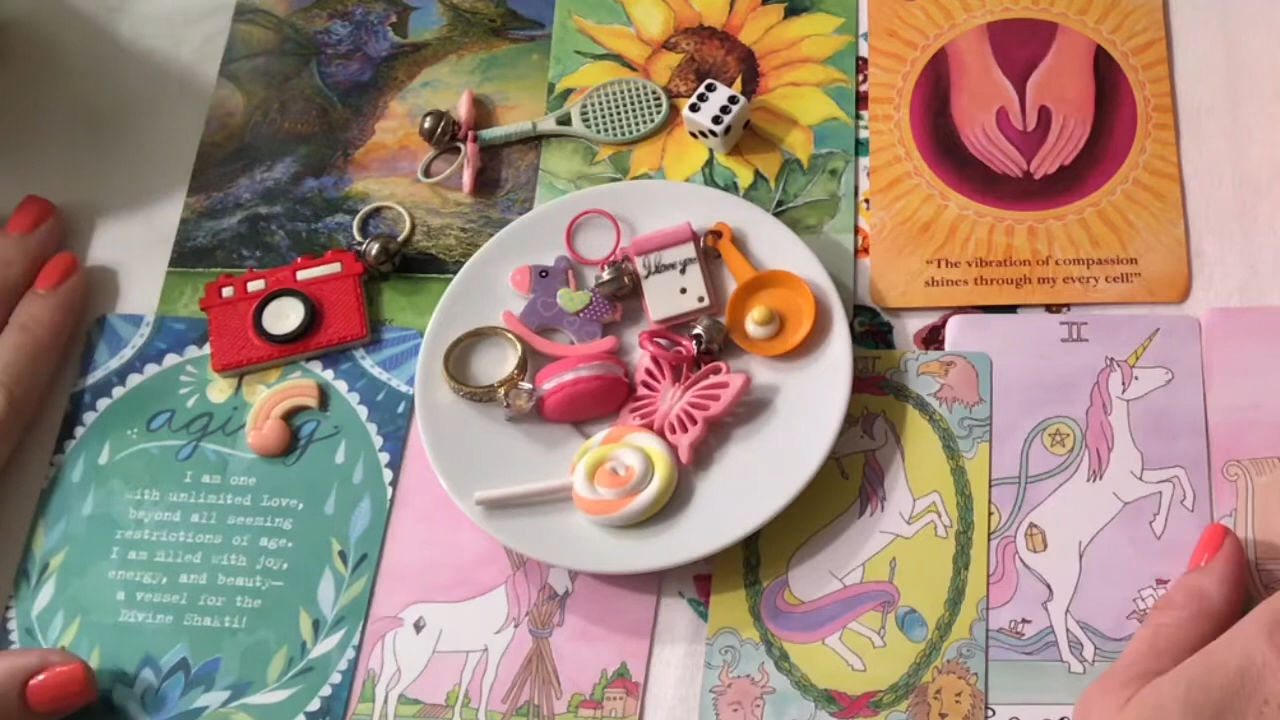 "The vibration of compassion
shines through my every cell!"
I love you
II
aging
I am one
with unlimited Love,
beyond all seeming
restrictions of age.
I am filled with joy,
energy, and beauty—
a vessel for the
Divine Shakti!